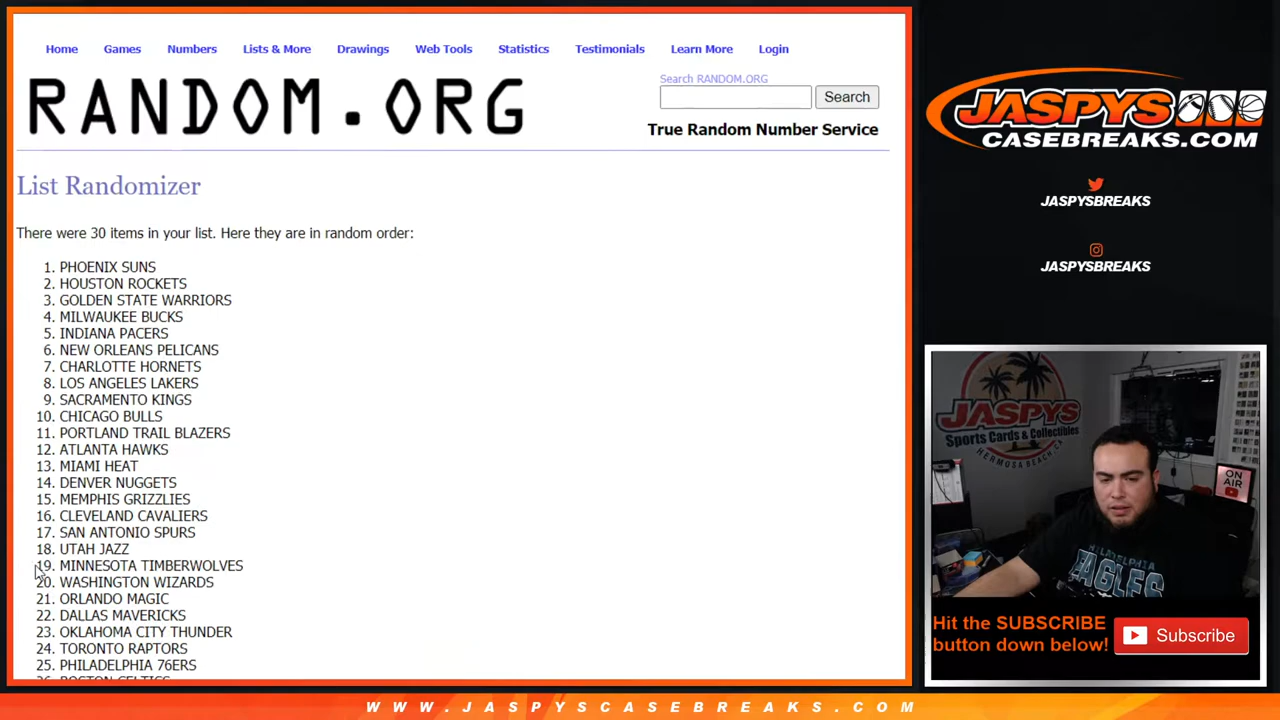 Home Games Numbers Lists & More Drawings Web Tools Statistics Testimonials Learn More Login
RANDOM.ORG
Search RANDOM.ORG
Search
True Random Number Service
List Randomizer
There were 30 items in your list. Here they are in random order:
1. PHOENIX SUNS
2. HOUSTON ROCKETS
3. GOLDEN STATE WARRIORS
4. MILWAUKEE BUCKS
5. INDIANA PACERS
6. NEW ORLEANS PELICANS
7. CHARLOTTE HORNETS
8. LOS ANGELES LAKERS
9. SACRAMENTO KINGS
10. CHICAGO BULLS
11. PORTLAND TRAIL BLAZERS
12. ATLANTA HAWKS
13. MIAMI HEAT
14. DENVER NUGGETS
15. MEMPHIS GRIZZLIES
16. CLEVELAND CAVALIERS
17. SAN ANTONIO SPURS
18. UTAH JAZZ
19. MINNESOTA TIMBERWOLVES
20. WASHINGTON WIZARDS
21. ORLANDO MAGIC
22. DALLAS MAVERICKS
23. OKLAHOMA CITY THUNDER
24. TORONTO RAPTORS
25. PHILADELPHIA 76ERS
26. BOSTON CELTICS
JASPYS
CASEBREAKS.COM
JASPYSBREAKS
JASPYSBREAKS
JASPYS
Sports Cards & Collectibles
HERMOSA BEACH
ON AIR
PHILADELPHIA
EAGLES
Hit the SUBSCRIBE
button down below!
Subscribe
WWW.JASPYSCASEBREAKS.COM